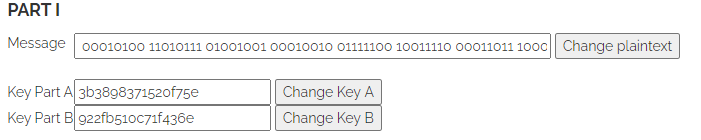 PART I
Message 00010100 11010111 01001001 00010010 01111100 10011110 00011011 100 Change plaintext
Key Part A 3b3898371520f75e Change Key A
Key Part B 922fb510c71f436e Change Key B